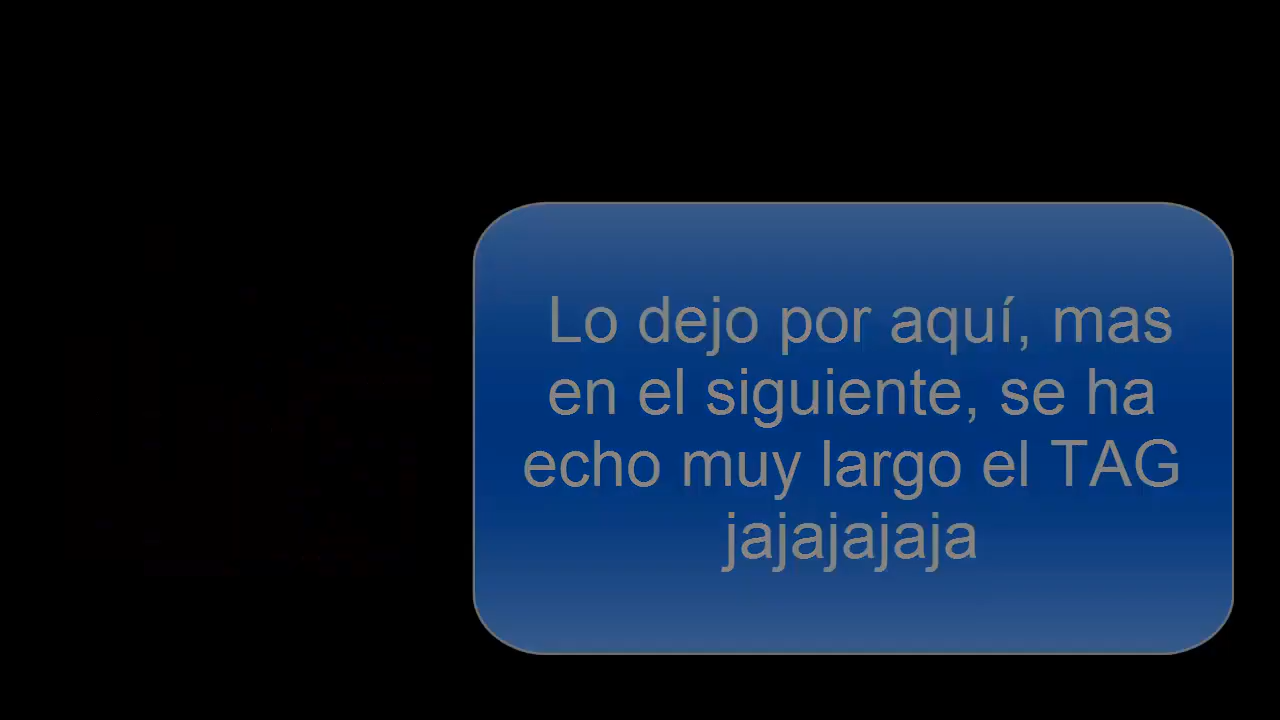 Lo dejo por aquí, mas
en el siguiente, se ha
echo muy largo el TAG
jajajajaja